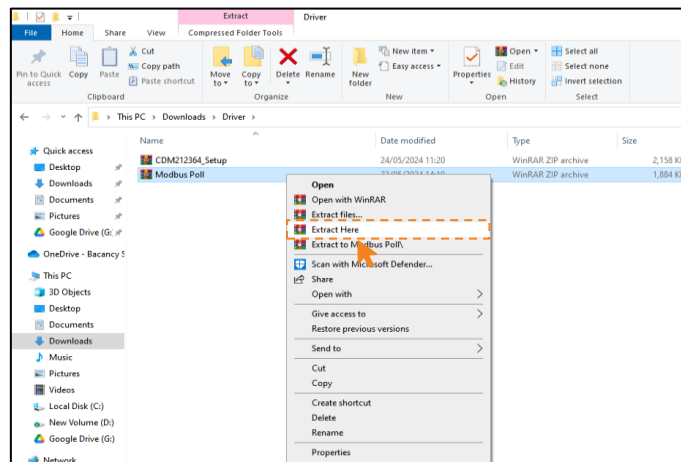 Extract
Driver
File
Home
Share
View
Compressed Folder Tools
Pin to Quick access
Copy
Paste
Cut
Copy path
Paste shortcut
Move to
Copy to
Delete
Rename
New folder
New item
Easy access
Properties
Open
Edit
History
Select all
Select none
Invert selection
Clipboard
Organize
New
Open
Select
This PC > Downloads > Driver >
Name
Date modified
Type
Size
Quick access
Desktop
Downloads
Documents
Pictures
Google Drive (G:)
OneDrive - Bacancy S
This PC
3D Objects
Desktop
Documents
Downloads
Music
Pictures
Videos
Local Disk (C:)
New Volume (D:)
Google Drive (G:)
Network
CDM212364_Setup
24/05/2024 11:20
WinRAR ZIP archive
2,158 K
Modbus Poll
WinRAR ZIP archive
1,884 K
Open
Open with WinRAR
Extract files...
Extract Here
Extract to Modbus Poll\
Scan with Microsoft Defender...
Share
Open with
Give access to
Restore previous versions
Send to
Cut
Copy
Create shortcut
Delete
Rename
Properties